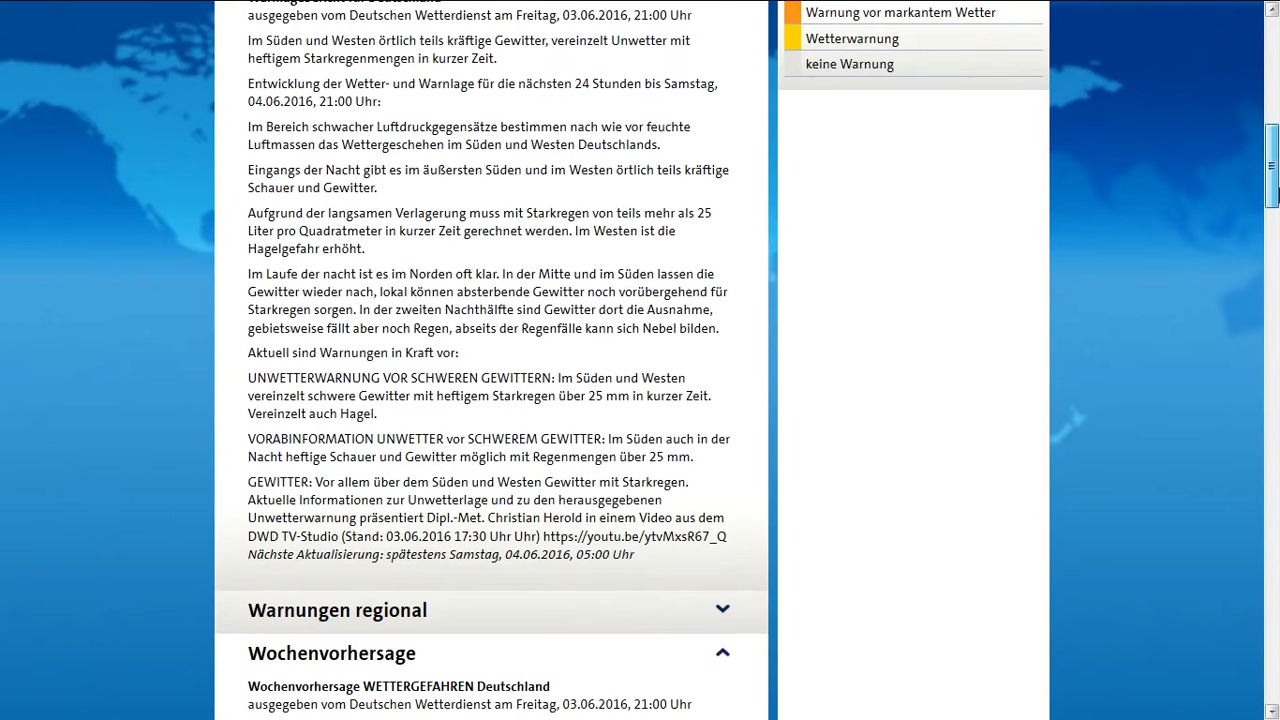 ausgegeben vom Deutschen Wetterdienst am Freitag, 03.06.2016, 21:00 Uhr
Im Süden und Westen örtlich teils kräftige Gewitter, vereinzelt Unwetter mit
heftigem Starkregenmengen in kurzer Zeit.
Entwicklung der Wetter- und Warnlage für die nächsten 24 Stunden bis Samstag,
04.06.2016, 21:00 Uhr:
Im Bereich schwacher Luftdruckgegensätze bestimmen nach wie vor feuchte
Luftmassen das Wettergeschehen im Süden und Westen Deutschlands.
Eingangs der Nacht gibt es im äußersten Süden und im Westen örtlich teils kräftige
Schauer und Gewitter.
Aufgrund der langsamen Verlagerung muss mit Starkregen von teils mehr als 25
Liter pro Quadratmeter in kurzer Zeit gerechnet werden. Im Westen ist die
Hagelgefahr erhöht.
Im Laufe der nacht ist es im Norden oft klar. In der Mitte und im Süden lassen die
Gewitter wieder nach, lokal können absterbende Gewitter noch vorübergehend für
Starkregen sorgen. In der zweiten Nachthälfte sind Gewitter dort die Ausnahme,
gebietsweise fällt aber noch Regen, abseits der Regenfälle kann sich Nebel bilden.
Aktuell sind Warnungen in Kraft vor:
UNWETTERWARNUNG VOR SCHWEREN GEWITTERN: Im Süden und Westen
vereinzelt schwere Gewitter mit heftigem Starkregen über 25 mm in kurzer Zeit.
Vereinzelt auch Hagel.
VORABINFORMATION UNWETTER vor SCHWEREM GEWITTER: Im Süden auch in der
Nacht heftige Schauer und Gewitter möglich mit Regenmengen über 25 mm.
GEWITTER: Vor allem über dem Süden und Westen Gewitter mit Starkregen.
Aktuelle Informationen zur Unwetterlage und zu den herausgegebenen
Unwetterwarnung präsentiert Dipl.-Met. Christian Herold in einem Video aus dem
DWD TV-Studio (Stand: 03.06.2016 17:30 Uhr Uhr) https://youtu.be/ytvMxsR67_Q
Nächste Aktualisierung: spätestens Samstag, 04.06.2016, 05:00 Uhr
Warnungen regional
Wochenvorhersage
Wochenvorhersage WETTERGEFAHREN Deutschland
ausgegeben vom Deutschen Wetterdienst am Freitag, 03.06.2016, 21:00 Uhr
Warnung vor markantem Wetter
Wetterwarnung
keine Warnung